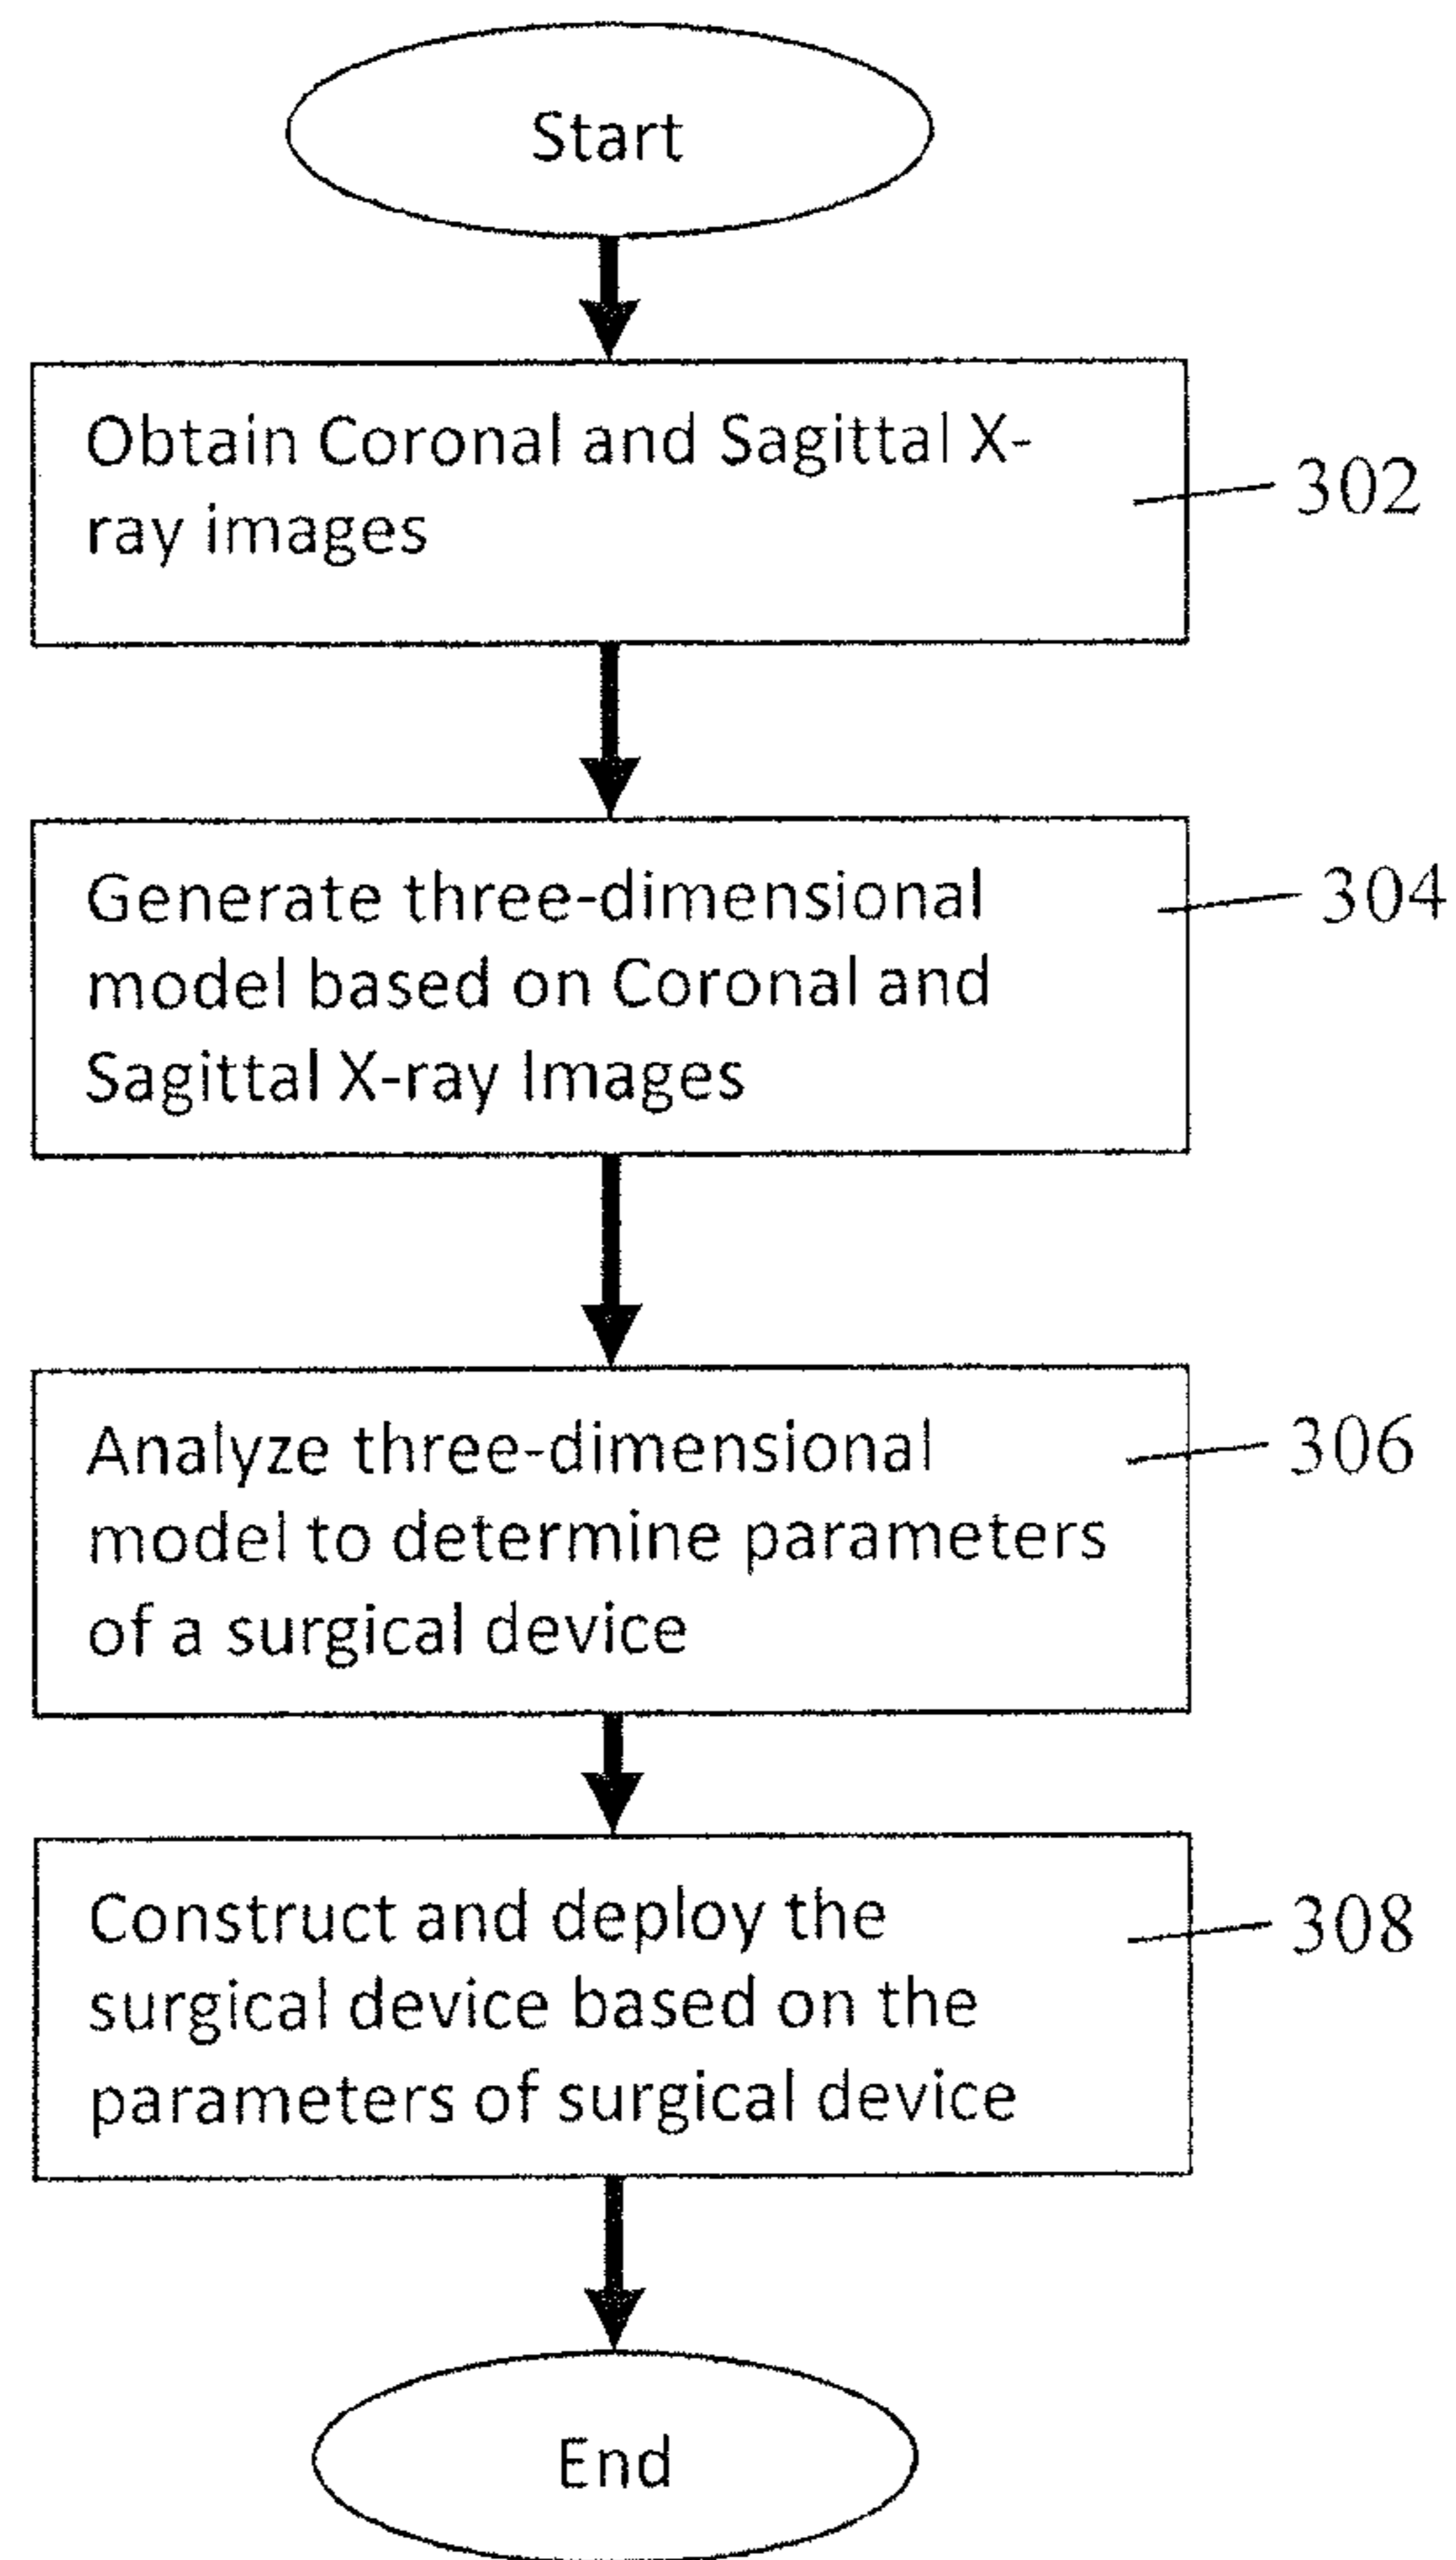 Start
Obtain Coronal and Sagittal X-
ray images
302
Generate three-dimensional
model based on Coronal and
Sagittal X-ray Images
304
Analyze three-dimensional
model to determine parameters
of a surgical device
306
Construct and deploy the
surgical device based on the
parameters of surgical device
308
End